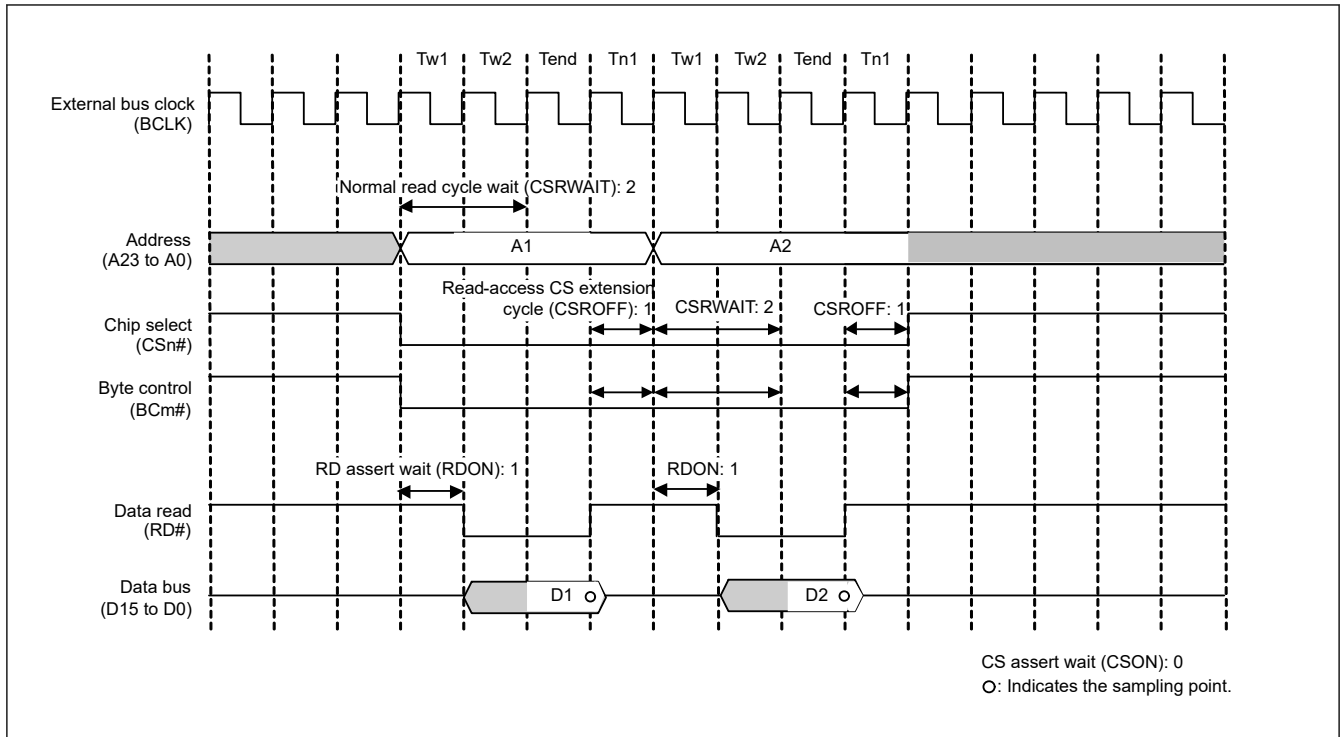 Tw1 Tw2 Tend Tn1 Tw1 Tw2 Tend Tn1
External bus clock
(BCLK)
Normal read cycle wait (CSRWAIT): 2
Address
(A23 to A0)
A1 A2
Read-access CS extension
cycle (CSROFF): 1 CSRWAIT: 2 CSROFF: 1
Chip select
(CSn#)
Byte control
(BCm#)
RD assert wait (RDON): 1 RDON: 1
Data read
(RD#)
Data bus
(D15 to D0)
D1 D2
CS assert wait (CSON): 0
O: Indicates the sampling point.